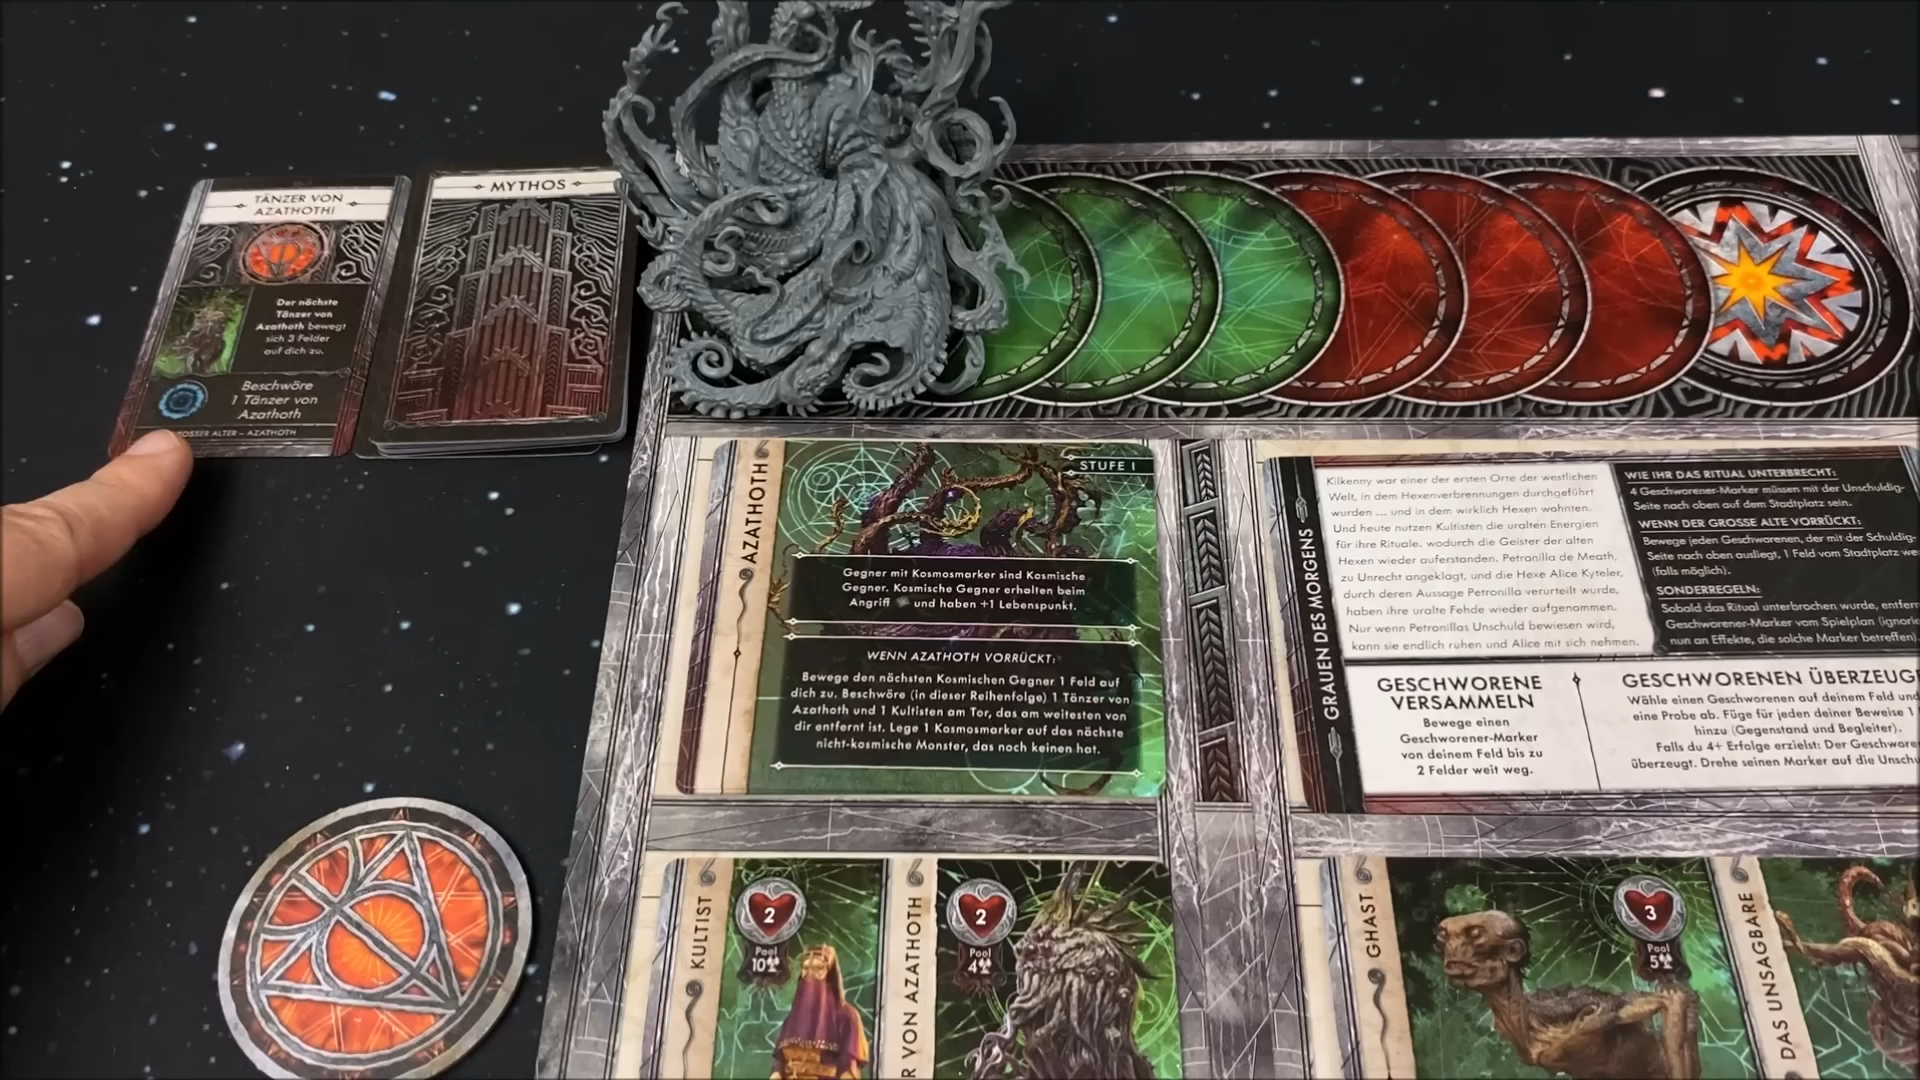 TÄNZER VON
AZATHOTH!
Der nächste
Tänzer von
Azathoth bewegt
sich 3 Felder
auf dich zu.
Beschwöre
1 Tänzer von
Azathoth
OSSER ALTER – AZATHOTH
MYTHOS
AZATHOTH
STUFE I
Gegner mit Kosmosmarker sind Kosmische
Gegner. Kosmische Gegner erhalten beim
Angriff und haben +1 Lebenspunkt.
WENN AZATHOTH VORRÜCKT:
Bewege den nächsten Kosmischen Gegner 1 Feld auf
dich zu. Beschwöre (in dieser Reihenfolge) 1 Tänzer von
Azathoth und 1 Kultisten am Tor, das am weitesten von
dir entfernt ist. Lege 1 Kosmosmarker auf das nächste
nicht-kosmische Monster, das noch keinen hat.
GRAUEN DES MORGENS
Kilkenny war einer der ersten Orte der westlichen
Welt, in dem Hexenverbrennungen durchgeführt
wurden ... und in dem wirklich Hexen wohnten.
Und heute nutzen Kultisten die uralten Energien
für ihre Rituale, wodurch die Geister der alten
Hexen wieder auferstanden. Petronilla de Meath,
zu Unrecht angeklagt, und die Hexe Alice Kyteler,
durch deren Aussage Petronilla verurteilt wurde,
haben ihre uralte Fehde wieder aufgenommen.
Nur wenn Petronillas Unschuld bewiesen wird,
kann sie endlich ruhen und Alice mit sich nehmen.
WIE IHR DAS RITUAL UNTERBRECHT:
4 Geschworener-Marker müssen mit der Unschuldig-
Seite nach oben auf dem Stadtplatz sein.
WENN DER GROSSE ALTE VORRÜCKT:
Bewege jeden Geschworenen, der mit der Schuldig-
Seite nach oben ausliegt, 1 Feld vom Stadtplatz we
(falls möglich).
SONDERREGELN:
Sobald das Ritual unterbrochen wurde, entfern
Geschworener-Marker vom Spielplan (ignorie
nun an Effekte, die solche Marker betreffen)
GESCHWORENE
VERSAMMELN
Bewege einen
Geschworener-Marker
von deinem Feld bis zu
2 Felder weit weg.
GESCHWORENEN ÜBERZEUG
Wähle einen Geschworenen auf deinem Feld und
eine Probe ab. Füge für jeden deiner Beweise 1
hinzu (Gegenstand und Begleiter).
Falls du 4+ Erfolge erzielst: Der Geschwore
überzeugt. Drehe seinen Marker auf die Unschu
KULTIST
2
Pool
10
R VON AZATHOTH
2
Pool
4
GHAST
3
Pool
5
DAS UNSAGBARE